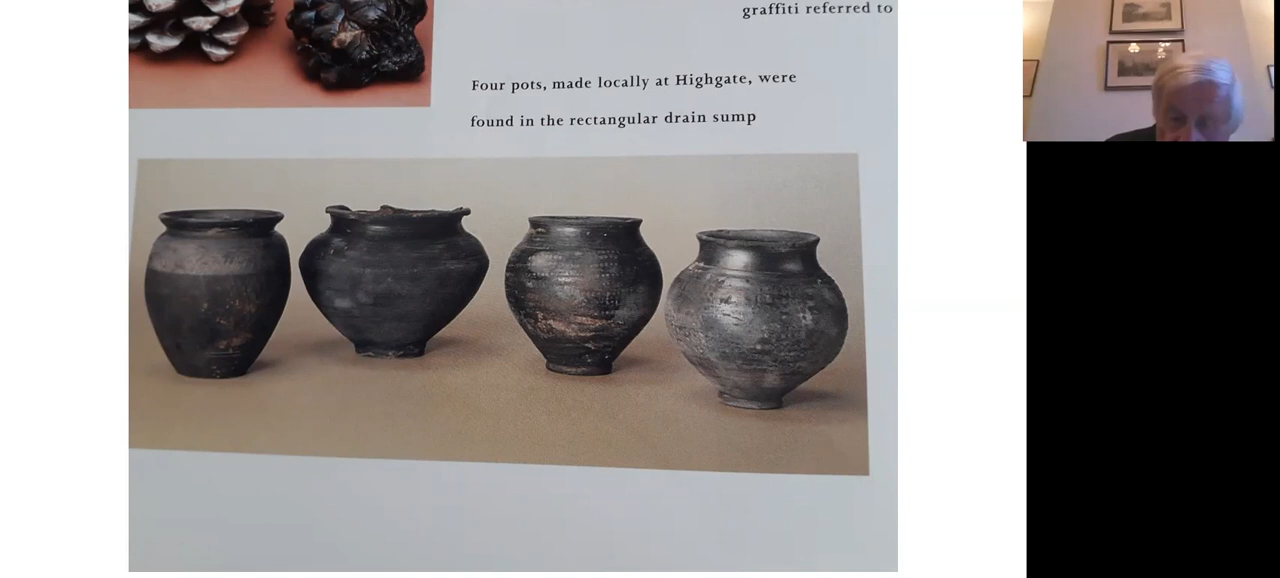 graffiti referred to
Four pots, made locally at Highgate, were
found in the rectangular drain sump